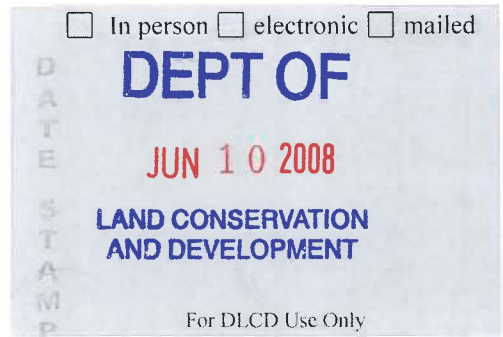 ☐ In person ☐ electronic ☐ mailed
DATE STAMP
DEPT OF
JUN 10 2008
LAND CONSERVATION
AND DEVELOPMENT
For DLCD Use Only